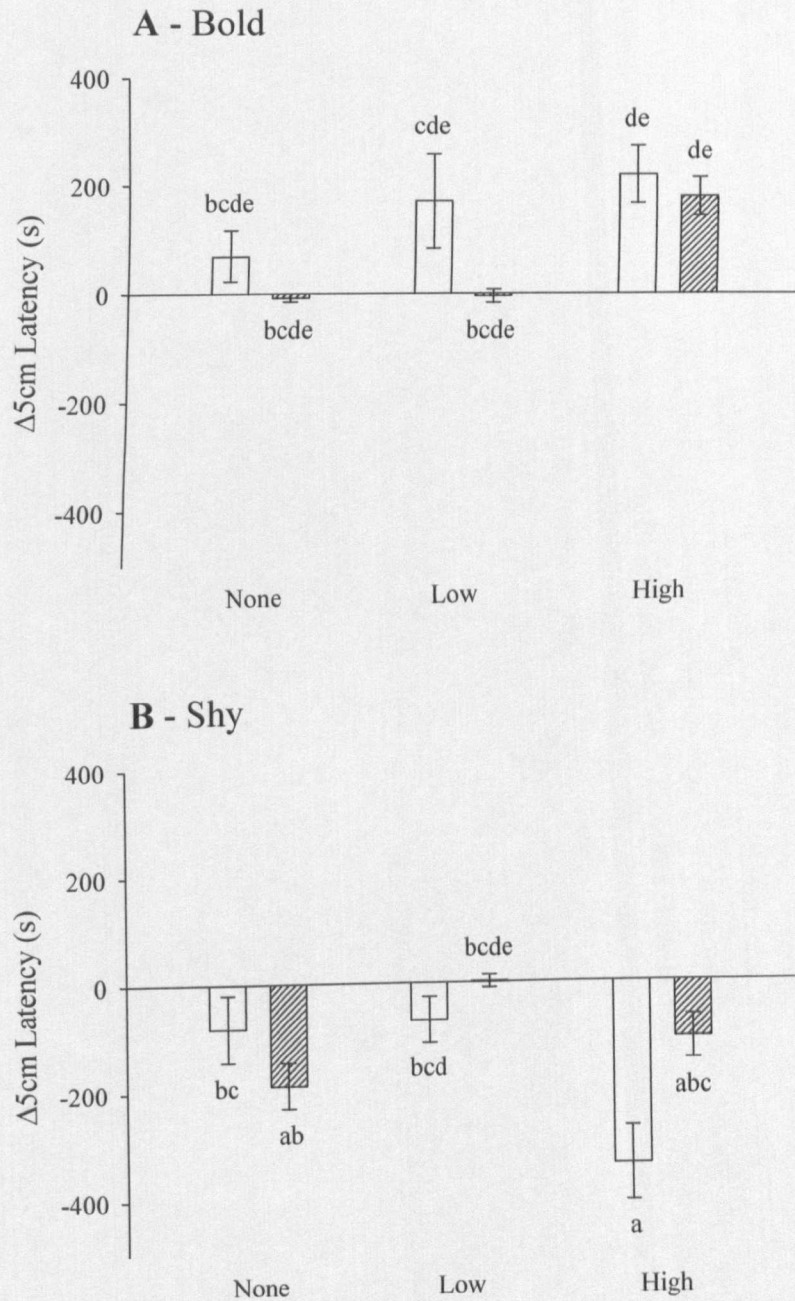 A - Bold
400
200
0
-200
-400
Δ5cm Latency (s)
bcde
bcde
cde
bcde
de
de
None Low High
B - Shy
400
200
0
-200
-400
Δ5cm Latency (s)
bc
ab
bcd
bcde
a
abc
None Low High